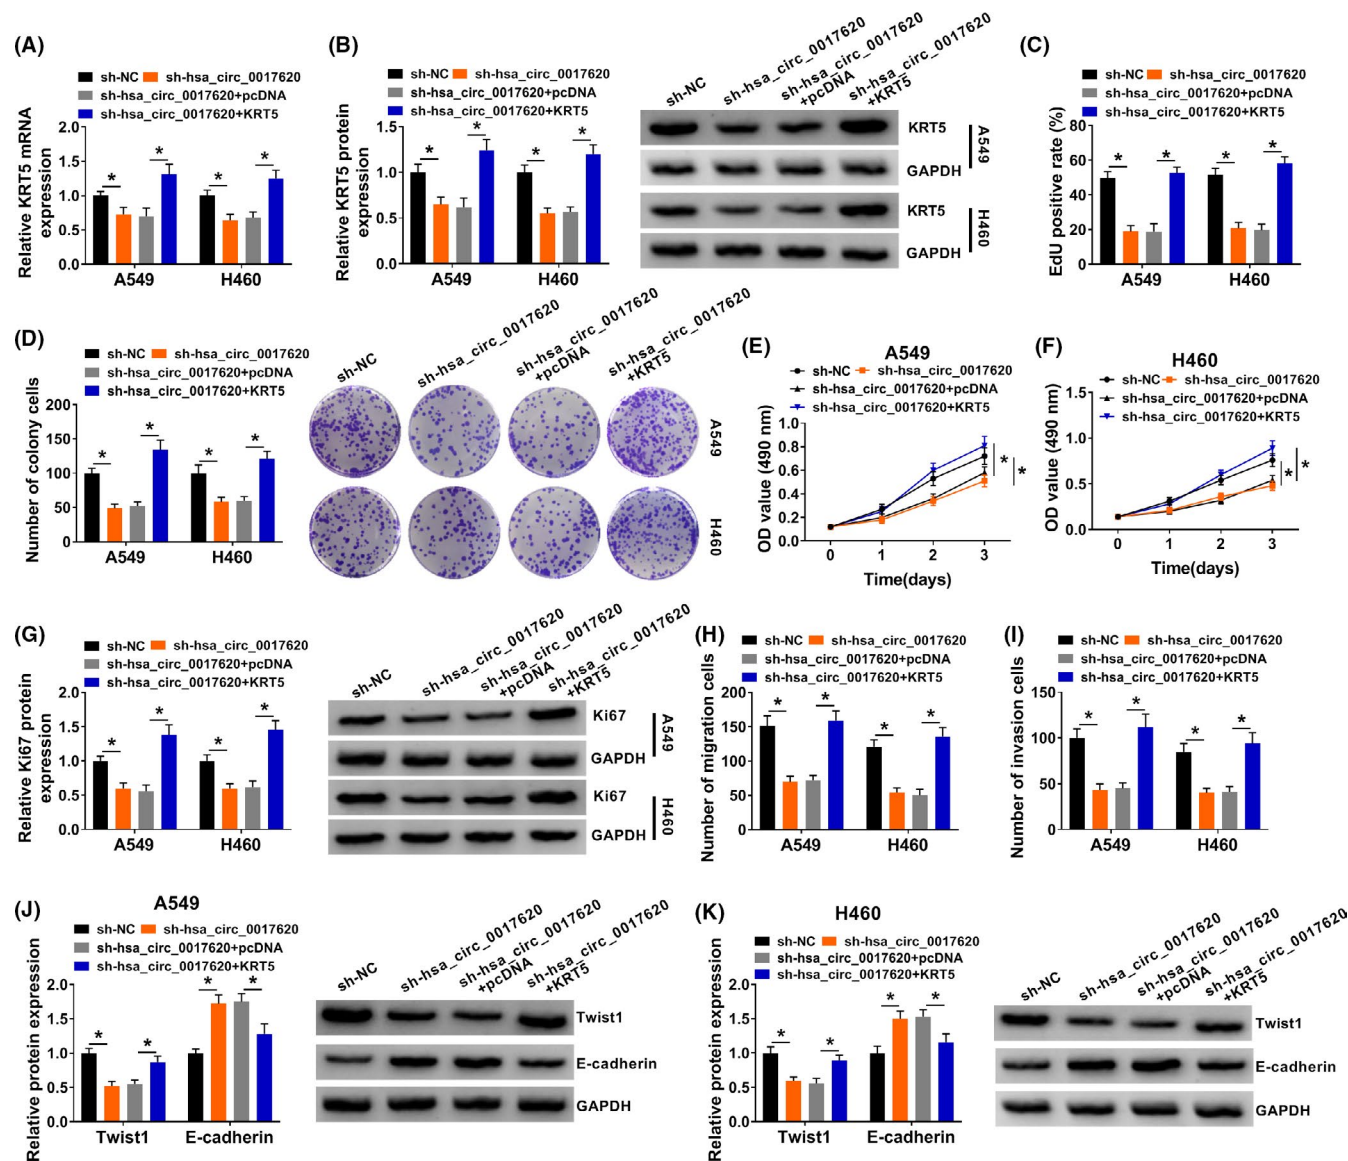 (A)
sh-NC sh-hsa_circ_0017620
sh-hsa_circ_0017620+pcDNA
sh-hsa_circ_0017620+KRT5
Relative KRT5 mRNA
expression
2.0
1.5
1.0
0.5
0.0
* * * *
A549 H460
(B)
sh-NC sh-hsa_circ_0017620
sh-hsa_circ_0017620+pcDNA
sh-hsa_circ_0017620+KRT5
Relative KRT5 protein
expression
1.5
1.0
0.5
0.0
* * * *
A549 H460
sh-NC
sh-hsa_circ_0017620
sh-hsa_circ_0017620
+pcDNA
sh-hsa_circ_0017620
+KRT5
KRT5
GAPDH
A549
KRT5
GAPDH
H460
(C)
sh-NC sh-hsa_circ_0017620
sh-hsa_circ_0017620+pcDNA
sh-hsa_circ_0017620+KRT5
EdU positive rate (%)
80
60
40
20
0
* * * *
A549 H460
(D)
sh-NC sh-hsa_circ_0017620
sh-hsa_circ_0017620+pcDNA
sh-hsa_circ_0017620+KRT5
Number of colony cells
200
150
100
50
0
* * * *
A549 H460
sh-NC
sh-hsa_circ_0017620
sh-hsa_circ_0017620
+pcDNA
sh-hsa_circ_0017620
+KRT5
A549
H460
(E)
A549
sh-NC sh-hsa_circ_0017620
sh-hsa_circ_0017620+pcDNA
sh-hsa_circ_0017620+KRT5
OD value (490 nm)
1.0
0.8
0.6
0.4
0.2
0.0
* *
0 1 2 3
Time(days)
(F)
H460
sh-NC sh-hsa_circ_0017620
sh-hsa_circ_0017620+pcDNA
sh-hsa_circ_0017620+KRT5
OD value (490 nm)
1.5
1.0
0.5
0.0
* *
0 1 2 3
Time(days)
(G)
sh-NC sh-hsa_circ_0017620
sh-hsa_circ_0017620+pcDNA
sh-hsa_circ_0017620+KRT5
Relative Ki67 protein
expression
2.0
1.5
1.0
0.5
0.0
* * * *
A549 H460
sh-NC
sh-hsa_circ_0017620
sh-hsa_circ_0017620
+pcDNA
sh-hsa_circ_0017620
+KRT5
Ki67
GAPDH
A549
Ki67
GAPDH
H460
(H)
sh-NC sh-hsa_circ_0017620
sh-hsa_circ_0017620+pcDNA
sh-hsa_circ_0017620+KRT5
Number of migration cells
200
150
100
50
0
* * * *
A549 H460
(I)
sh-NC sh-hsa_circ_0017620
sh-hsa_circ_0017620+pcDNA
sh-hsa_circ_0017620+KRT5
Number of invasion cells
150
100
50
0
* * * *
A549 H460
(J)
A549
sh-NC sh-hsa_circ_0017620
sh-hsa_circ_0017620+pcDNA
sh-hsa_circ_0017620+KRT5
Relative protein expression
2.0
1.5
1.0
0.5
0.0
* * * *
Twist1 E-cadherin
sh-NC
sh-hsa_circ_0017620
sh-hsa_circ_0017620
+pcDNA
sh-hsa_circ_0017620
+KRT5
Twist1
E-cadherin
GAPDH
(K)
H460
sh-NC sh-hsa_circ_0017620
sh-hsa_circ_0017620+pcDNA
sh-hsa_circ_0017620+KRT5
Relative protein expression
2.0
1.5
1.0
0.5
0.0
* * * *
Twist1 E-cadherin
sh-NC
sh-hsa_circ_0017620
sh-hsa_circ_0017620
+pcDNA
sh-hsa_circ_0017620
+KRT5
Twist1
E-cadherin
GAPDH